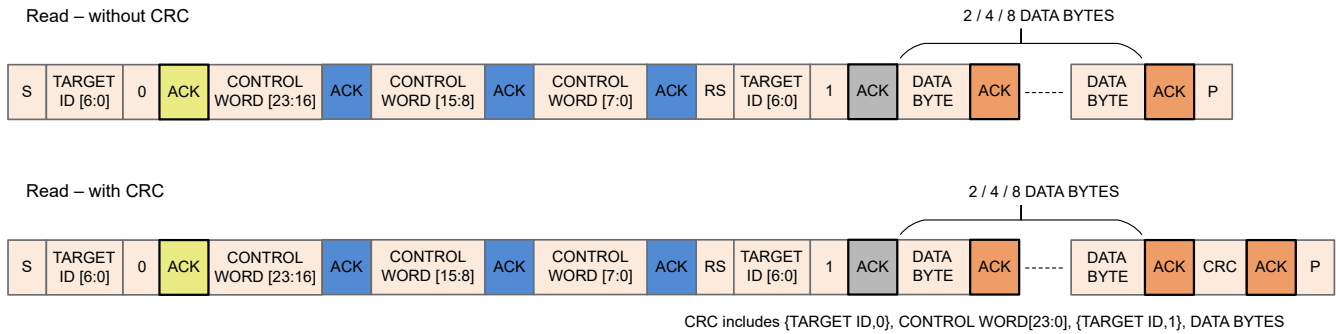 Read – without CRC
2 / 4 / 8 DATA BYTES
S TARGET ID [6:0] 0 ACK CONTROL WORD [23:16] ACK CONTROL WORD [15:8] ACK CONTROL WORD [7:0] ACK RS TARGET ID [6:0] 1 ACK DATA BYTE ACK DATA BYTE ACK P
Read – with CRC
2 / 4 / 8 DATA BYTES
S TARGET ID [6:0] 0 ACK CONTROL WORD [23:16] ACK CONTROL WORD [15:8] ACK CONTROL WORD [7:0] ACK RS TARGET ID [6:0] 1 ACK DATA BYTE ACK DATA BYTE ACK CRC ACK P
CRC includes {TARGET ID,0}, CONTROL WORD[23:0], {TARGET ID,1}, DATA BYTES